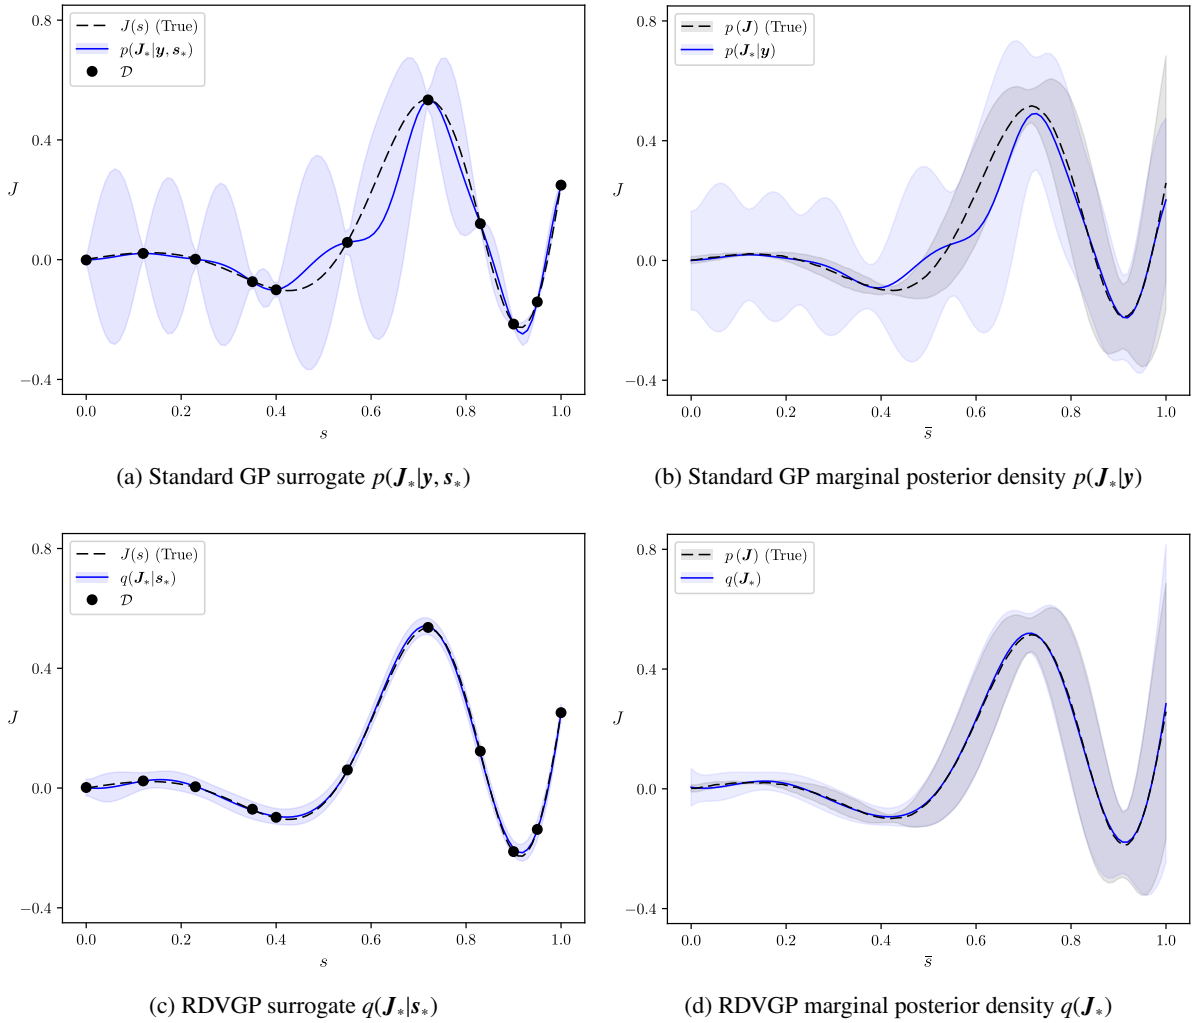 0.8
0.4
0.0
−0.4
J
J(s) (True)
p(J*|y, s*)
D
0.0 0.2 0.4 0.6 0.8 1.0
s
(a) Standard GP surrogate p(J*|y, s*)
0.8
0.4
0.0
−0.4
J
p(J) (True)
p(J*|y)
0.0 0.2 0.4 0.6 0.8 1.0
s̄
(b) Standard GP marginal posterior density p(J*|y)
0.8
0.4
0.0
−0.4
J
J(s) (True)
q(J*|s*)
D
0.0 0.2 0.4 0.6 0.8 1.0
s
(c) RDVGP surrogate q(J*|s*)
0.8
0.4
0.0
−0.4
J
p(J) (True)
q(J*)
0.0 0.2 0.4 0.6 0.8 1.0
s̄
(d) RDVGP marginal posterior density q(J*)